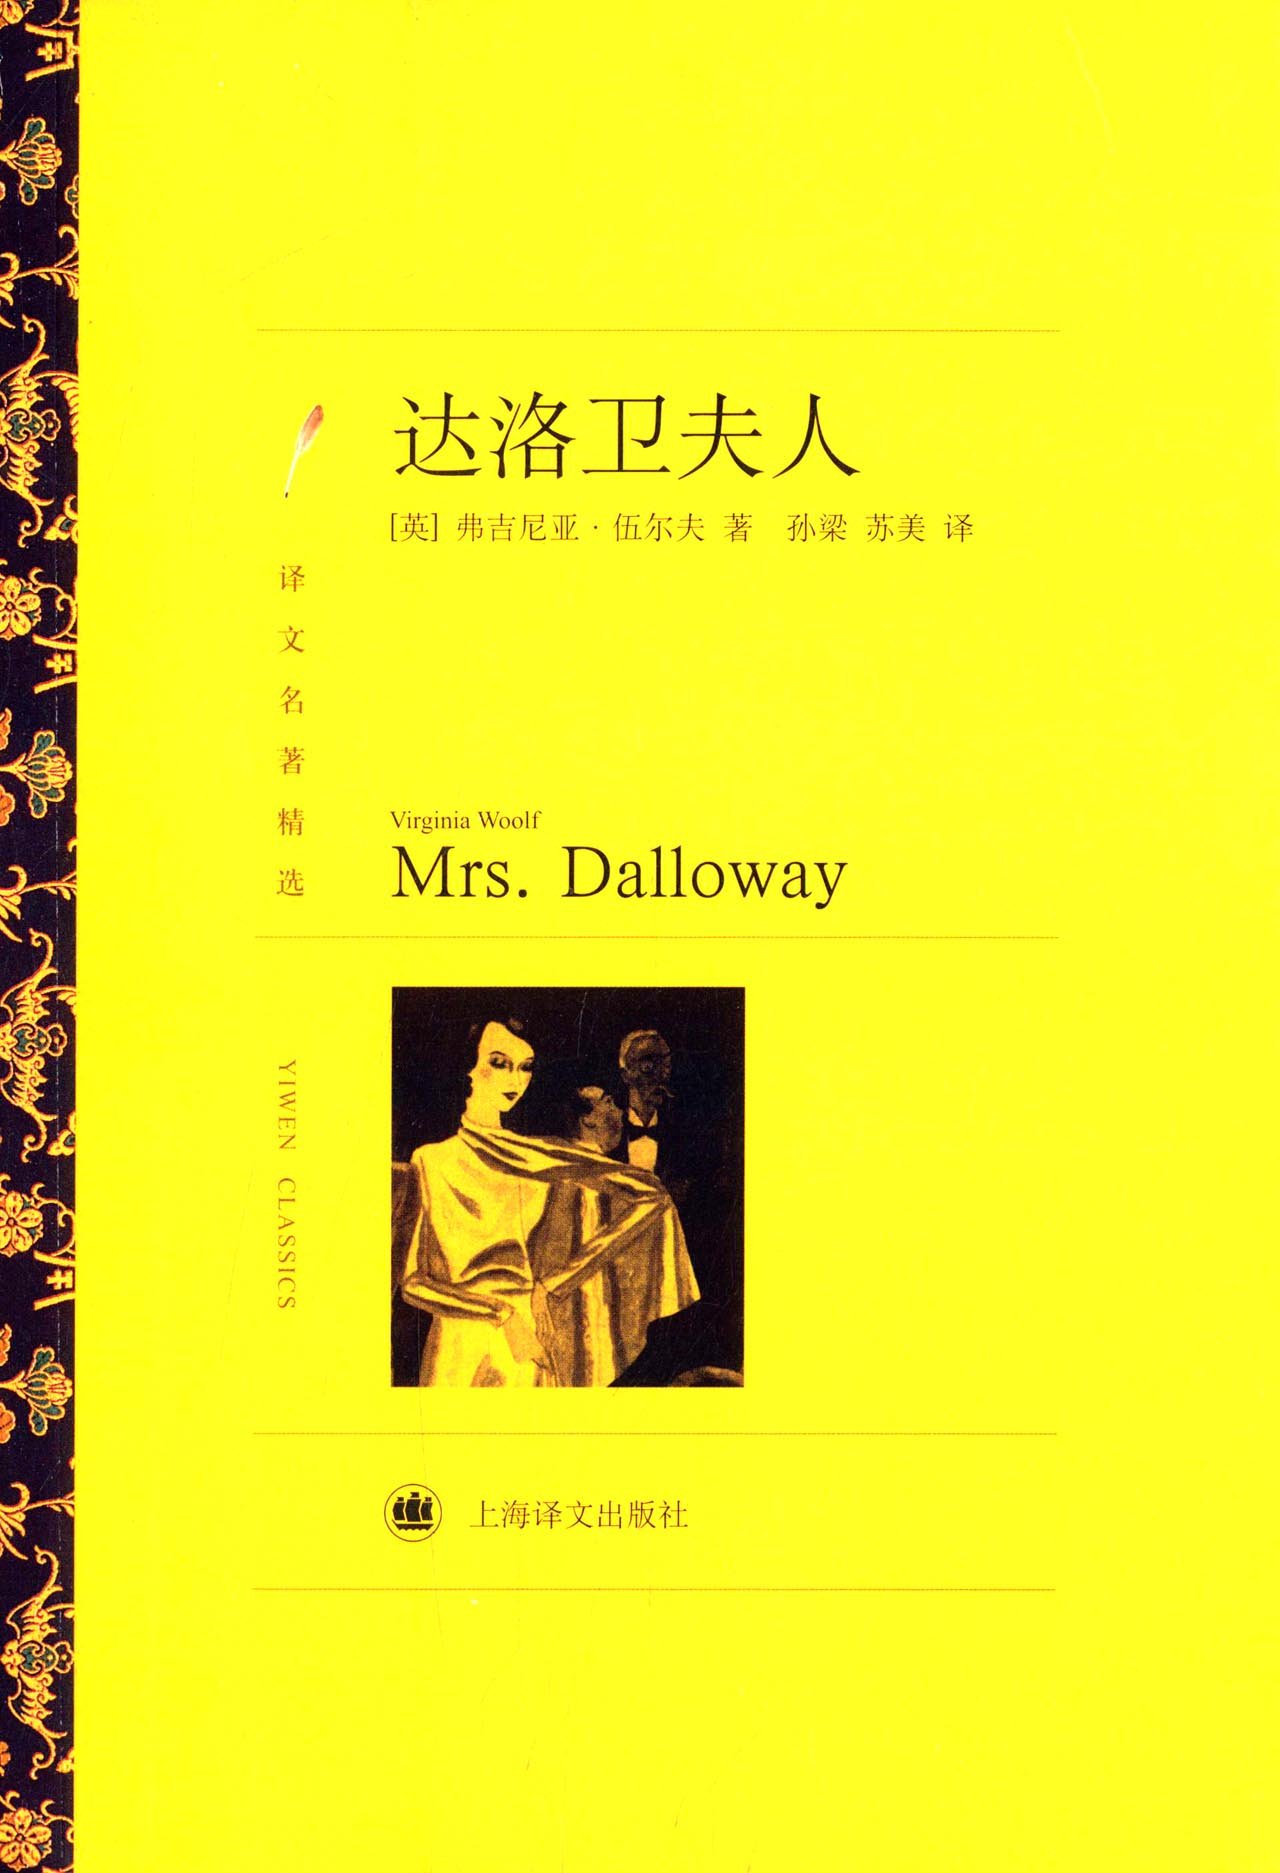 达洛卫夫人
[英] 弗吉尼亚·伍尔夫 著 孙梁 苏美 译
译文名著精选
Virginia Woolf
Mrs. Dalloway
YIWEN CLASSICS
上海译文出版社